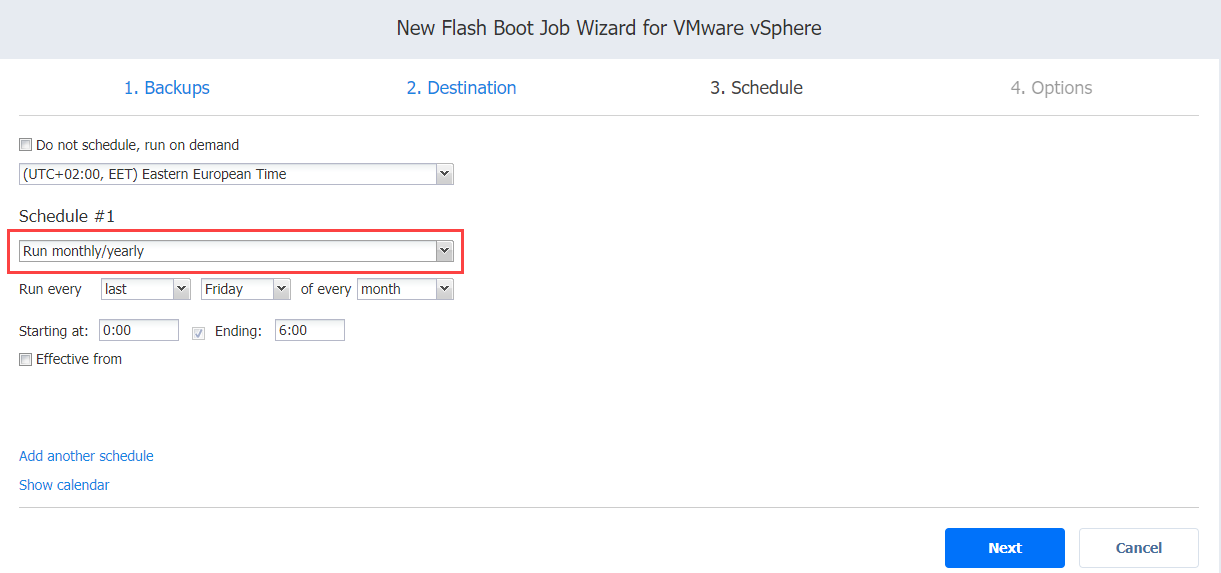 New Flash Boot Job Wizard for VMware vSphere
1. Backups 2. Destination 3. Schedule 4. Options
Do not schedule, run on demand
(UTC+02:00, EET) Eastern European Time
Schedule #1
Run monthly/yearly
Run every last Friday of every month
Starting at: 0:00 Ending: 6:00
Effective from
Add another schedule
Show calendar
Next Cancel